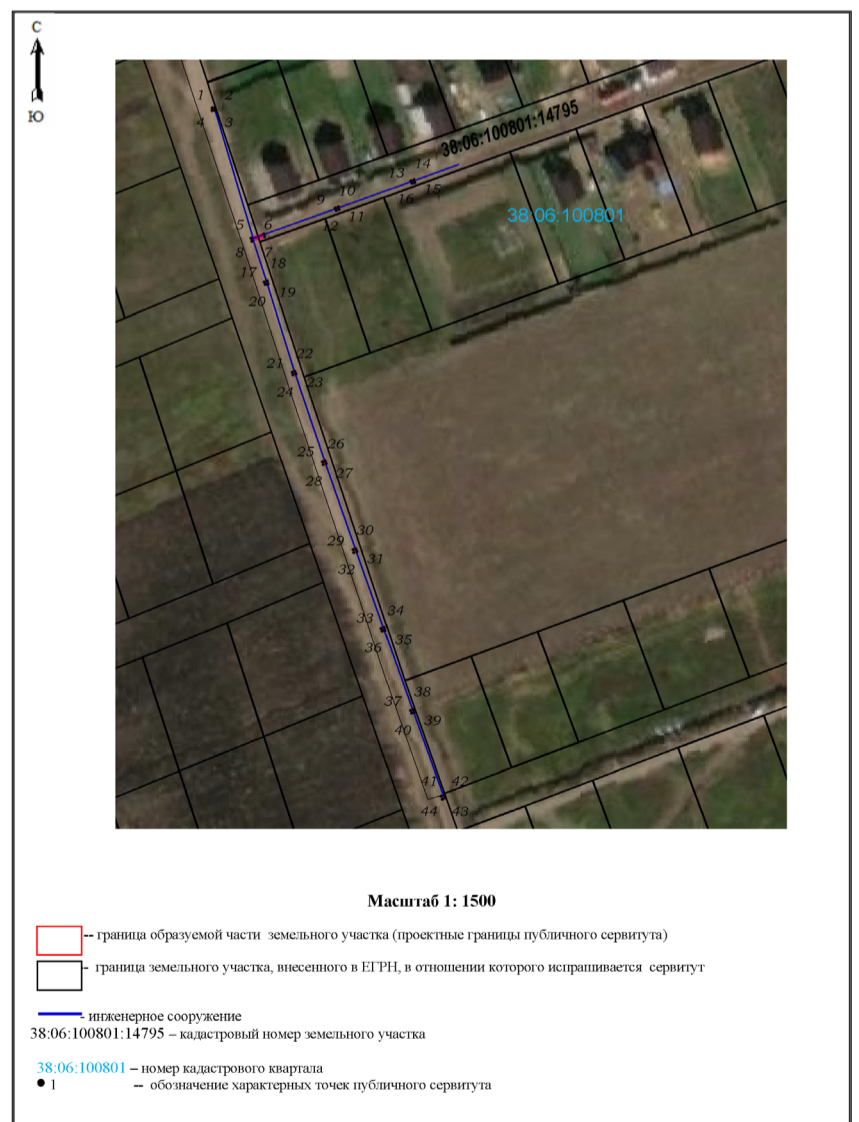 С
Ю
1 2
4 3
38:06:100801:14795
13 14
16 15
9 10
12 11
38:06:100801
5 6
8 7
17 18
20 19
21 22
24 23
25 26
28 27
29 30
32 31
33 34
36 35
37 38
40 39
41 42
44 43
Масштаб 1: 1500
-- граница образуемой части земельного участка (проектные границы публичного сервитута)
- граница земельного участка, внесенного в ЕГРН, в отношении которого испрашивается сервитут
- инженерное сооружение
38:06:100801:14795 – кадастровый номер земельного участка
38:06:100801 – номер кадастрового квартала
● 1 -- обозначение характерных точек публичного сервитута